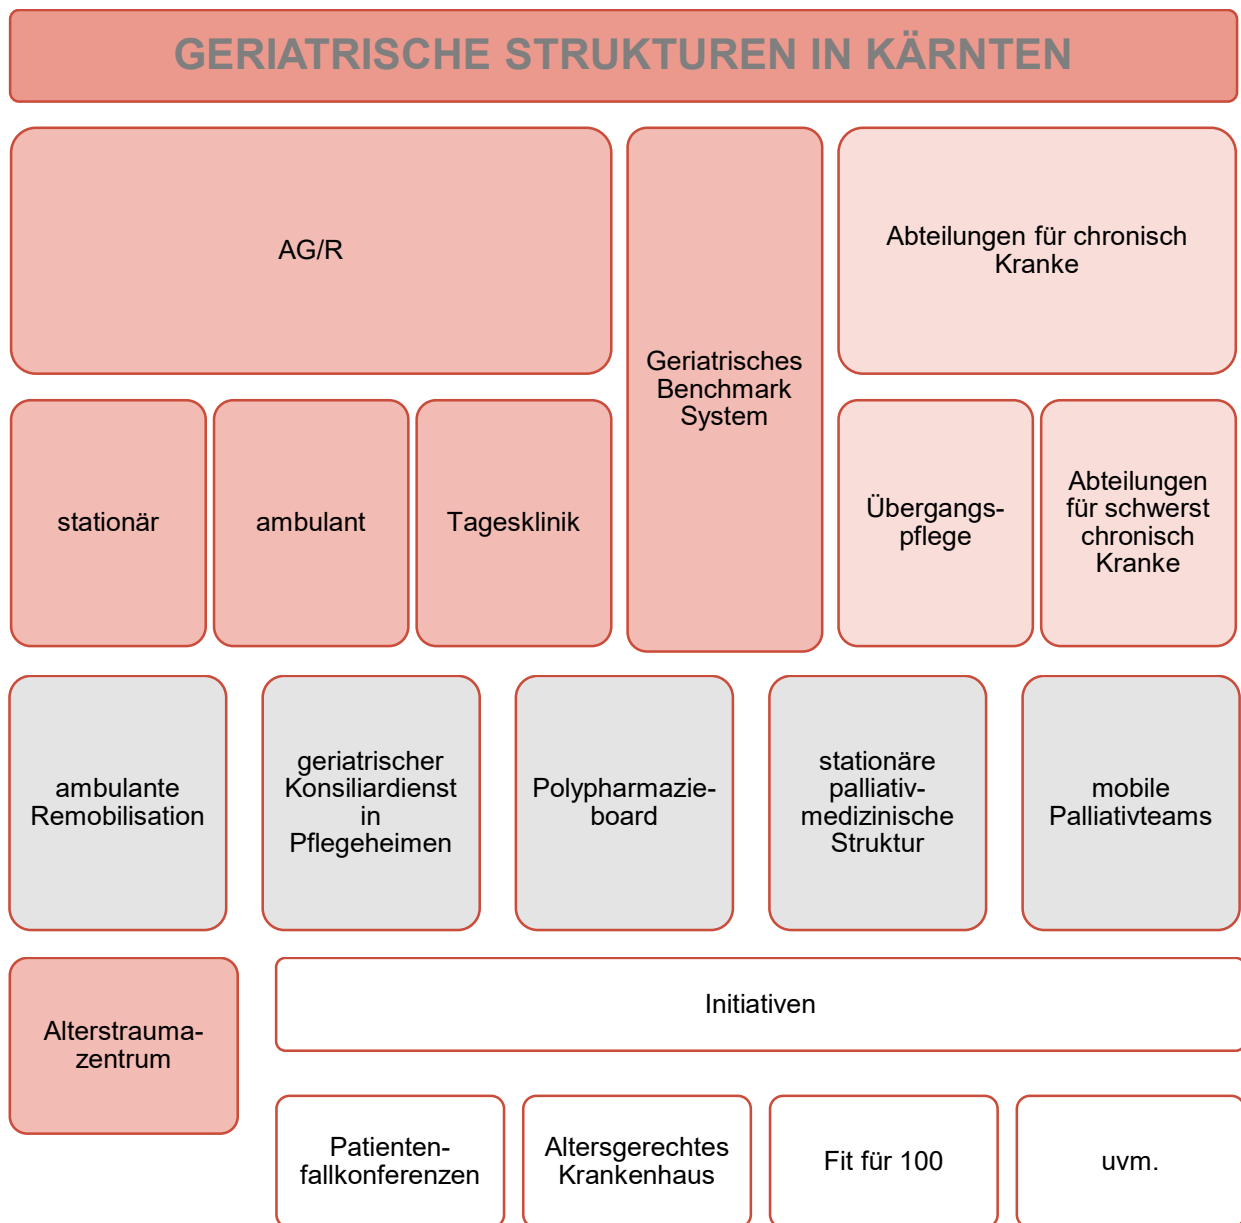 GERIATRISCHE STRUKTUREN IN KÄRNTEN
AG/R
Geriatrisches
Benchmark
System
Abteilungen für chronisch
Kranke
stationär
ambulant
Tagesklinik
Übergangs-
pflege
Abteilungen
für schwerst
chronisch
Kranke
ambulante
Remobilisation
geriatrischer
Konsiliardienst
in
Pflegeheimen
Polypharmazie-
board
stationäre
palliativ-
medizinische
Struktur
mobile
Palliativteams
Alterstrauma-
zentrum
Initiativen
Patienten-
fallkonferenzen
Altersgerechtes
Krankenhaus
Fit für 100
uvm.